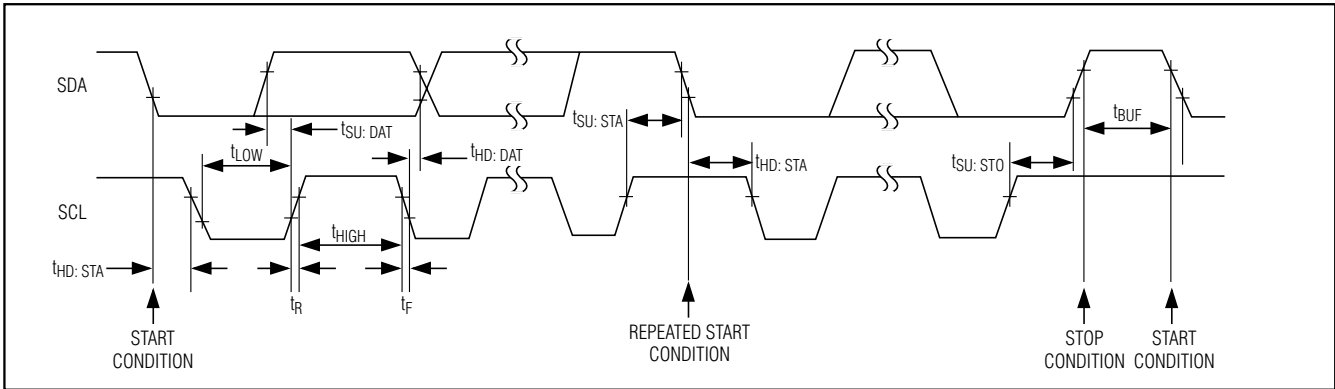 SDA
tSU: DAT
tHD: DAT
tSU: STA
tHD: STA
tSU: STO
tBUF
tLOW
SCL
tHIGH
tHD: STA
tR
tF
START
CONDITION
REPEATED START
CONDITION
STOP
CONDITION
START
CONDITION